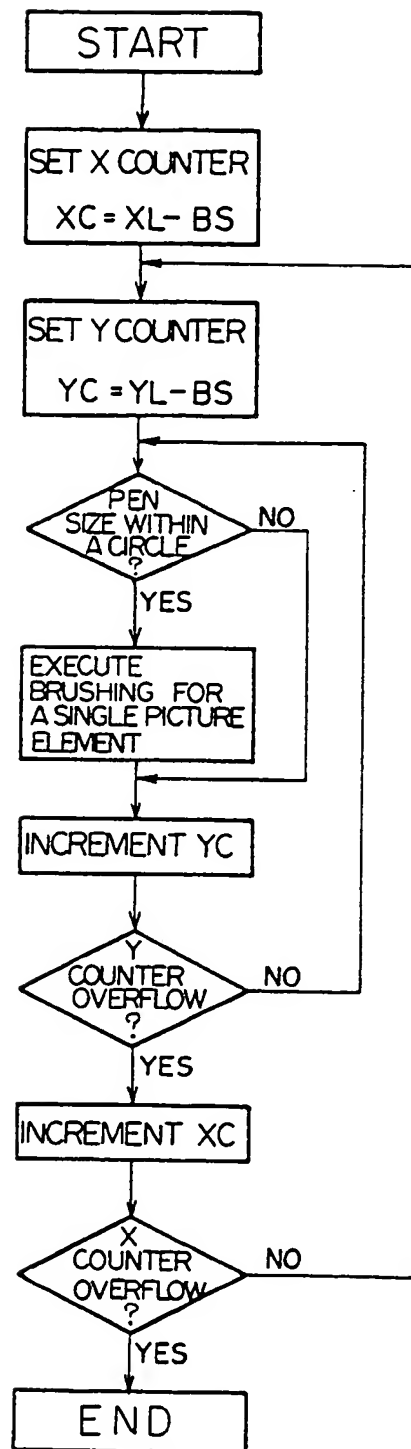 START
SET X COUNTER
XC = XL- BS
SET Y COUNTER
YC = YL-BS
PEN
SIZE WITHIN
A CIRCLE
?
NO
YES
EXECUTE
BRUSHING FOR
A SINGLE PICTURE
ELEMENT
INCREMENT YC
Y
COUNTER
OVERFLOW
?
NO
YES
INCREMENT XC
X
COUNTER
OVERFLOW
?
NO
YES
END